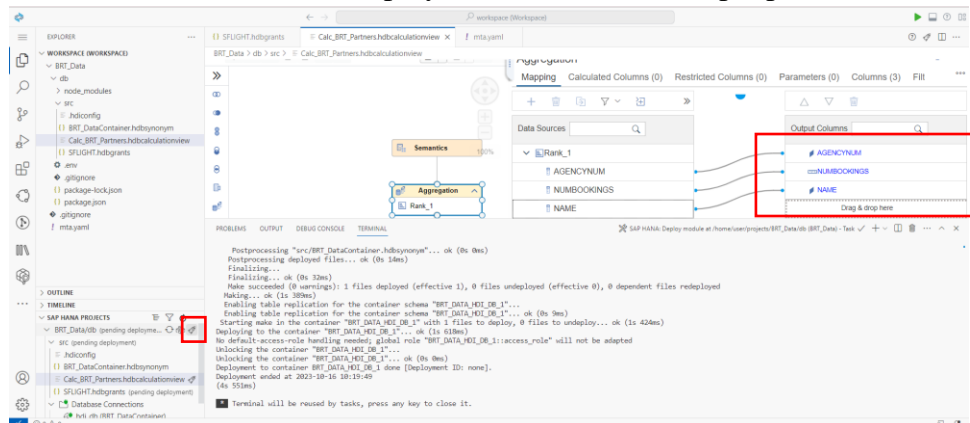 workspace (Workspace)
EXPLORER
SFLIGHT.hdbgrants
Calc_BRT_Partners.hdbcalculationview
mta.yaml
WORKSPACE (WORKSPACE)
BRT_Data > db > src > Calc_BRT_Partners.hdbcalculationview
BRT_Data
db
node_modules
src
.hdiconfig
BRT_DataContainer.hdbsynonym
Calc_BRT_Partners.hdbcalculationview
SFLIGHT.hdbgrants
.env
.gitignore
package-lock.json
package.json
.gitignore
mta.yaml
OUTLINE
TIMELINE
SAP HANA PROJECTS
BRT_Data/db (pending deployme...
src (pending deployment)
.hdiconfig
BRT_DataContainer.hdbsynonym
Calc_BRT_Partners.hdbcalculationview
SFLIGHT.hdbgrants (pending deployment)
Database Connections
hdi_db (BRT_DataContainer)
Semantics
100%
Aggregation
Rank_1
Aggregation
Mapping Calculated Columns (0) Restricted Columns (0) Parameters (0) Columns (3) Filt
Data Sources
Output Columns
Rank_1
AGENCYNUM
NUMBOOKINGS
NAME
AGENCYNUM
NUMBOOKINGS
NAME
Drag & drop here
PROBLEMS OUTPUT DEBUG CONSOLE TERMINAL
SAP HANA: Deploy module at /home/user/projects/BRT_Data/db (BRT_Data) - Task
Postprocessing "src/BRT_DataContainer.hdbsynonym"... ok (0s 0ms)
Postprocessing deployed files... ok (0s 14ms)
Finalizing...
Finalizing... ok (0s 32ms)
Make succeeded (0 warnings): 1 files deployed (effective 1), 0 files undeployed (effective 0), 0 dependent files redeployed
Making... ok (1s 389ms)
Enabling table replication for the container schema "BRT_DATA_HDI_DB_1"...
Enabling table replication for the container schema "BRT_DATA_HDI_DB_1"... ok (0s 9ms)
Starting make in the container "BRT_DATA_HDI_DB_1" with 1 files to deploy, 0 files to undeploy... ok (1s 424ms)
Deploying to the container "BRT_DATA_HDI_DB_1"... ok (1s 618ms)
No default-access-role handling needed; global role "BRT_DATA_HDI_DB_1::access_role" will not be adapted
Unlocking the container "BRT_DATA_HDI_DB_1"...
Unlocking the container "BRT_DATA_HDI_DB_1"... ok (0s 0ms)
Deployment to container BRT_DATA_HDI_DB_1 done [Deployment ID: none].
Deployment ended at 2023-10-16 10:19:49
(4s 551ms)
Terminal will be reused by tasks, press any key to close it.